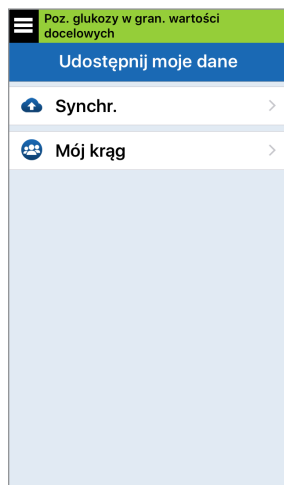 Poz. glukozy w gran. wartości
docelowych
Udostępnij moje dane
Synchr.
Mój krąg